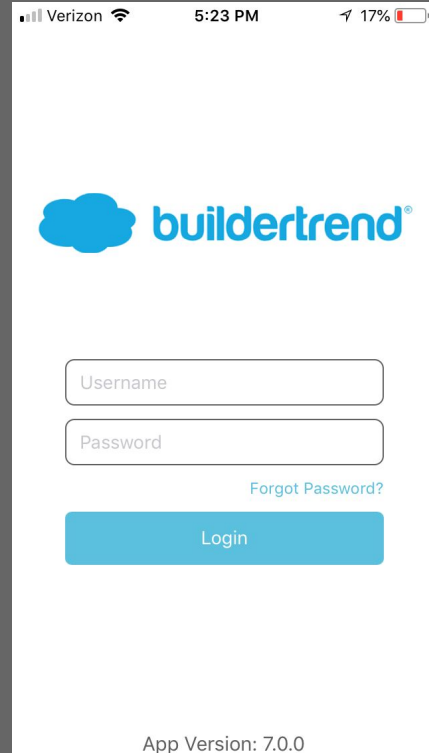 Verizon 5:23 PM 17%
buildertrend®
Username
Password
Forgot Password?
Login
App Version: 7.0.0